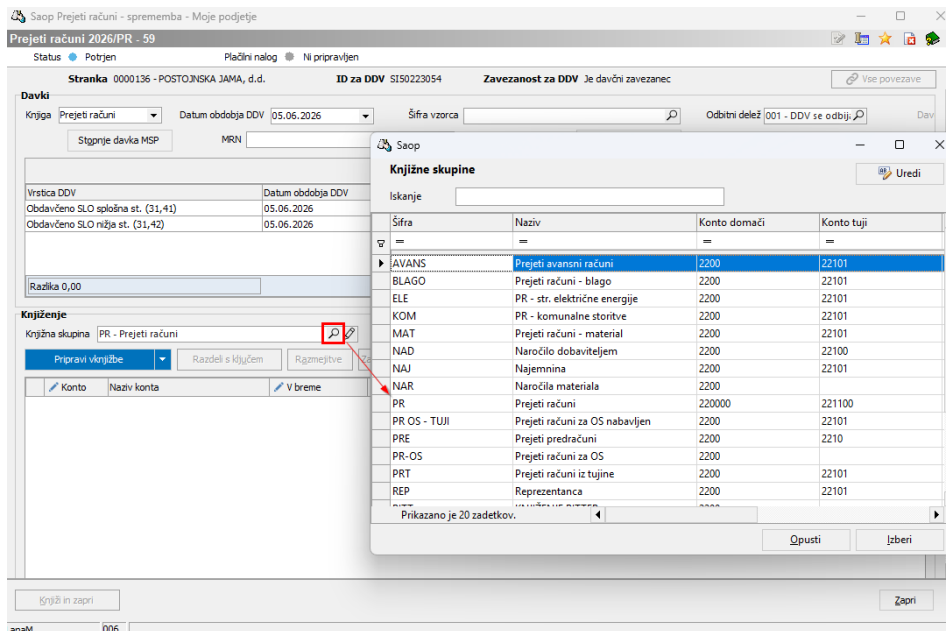 Saop Prejeti računi - sprememba - Moje podjetje
Prejeti računi 2026/PR - 59
Status Potrjen Plačilni nalog Ni pripravljen
Stranka 0000136 - POSTOJNSKA JAMA, d.d. ID za DDV SI50223054 Zavezanost za DDV Je davčni zavezanec Vse povezave
Davki
Knjiga Prejeti računi Datum obdobja DDV 05.06.2026 Šifra vzorca Odbitni delež 001 - DDV se odbij Dav
Stopnje davka MSP MRN
Vrstica DDV Datum obdobja DDV
Obdavčeno SLO splošna st. (31,41) 05.06.2026
Obdavčeno SLO nižja st. (31,42) 05.06.2026
Razlika 0,00
Knjiženje
Knjižna skupina PR - Prejeti računi
Pripravi vknjižbe Razdeli s ključem Razmejitve
Konto Naziv konta V breme
Saop
Knjižne skupine Uredi
Iskanje
Šifra Naziv Konto domači Konto tuji
= = = =
AVANS Prejeti avansni računi 2200 22101
BLAGO Prejeti računi - blago 2200 22101
ELE PR - str. električne energije 2200 22101
KOM PR - komunalne storitve 2200 22101
MAT Prejeti računi - material 2200 22101
NAD Naročilo dobaviteljem 2200 22100
NAJ Najemnina 2200 22101
NAR Naročila materiala 2200
PR Prejeti računi 220000 221100
PR OS - TUJI Prejeti računi za OS nabavljen 2200 22101
PRE Prejeti predračuni 2200 2210
PR-OS Prejeti računi za OS 2200
PRT Prejeti računi iz tujine 2200 22101
REP Reprezentanca 2200 22101
Prikazano je 20 zadetkov.
Opusti Izberi
Knjiži in zapri Zapri
anaM 006